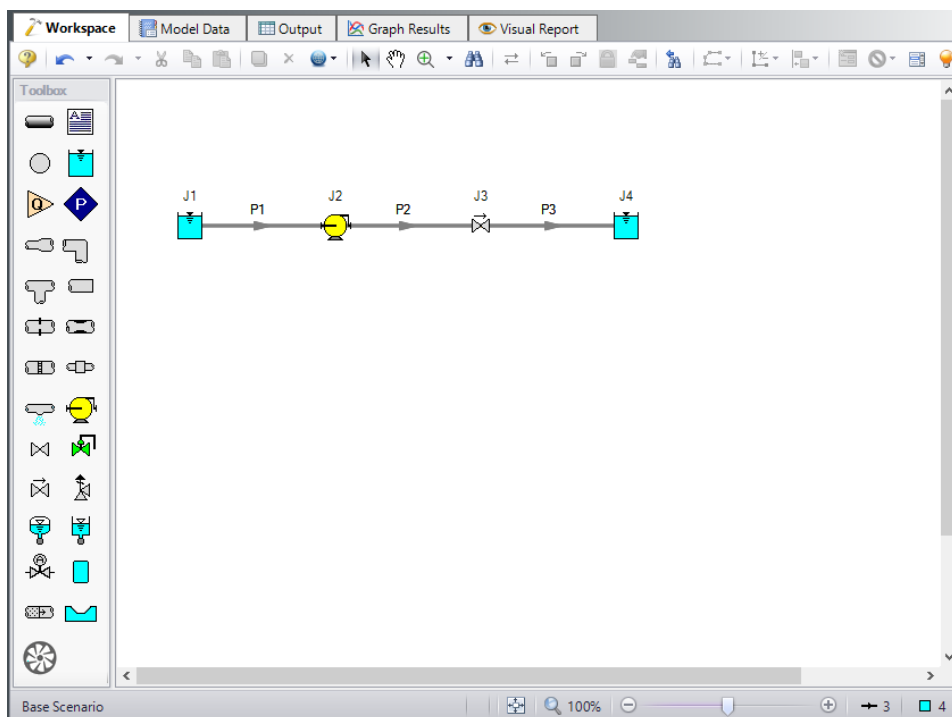 Workspace Model Data Output Graph Results Visual Report
Toolbox
A
Q P
J1 J2 J3 J4
P1 P2 P3
A
Base Scenario 100% 3 4